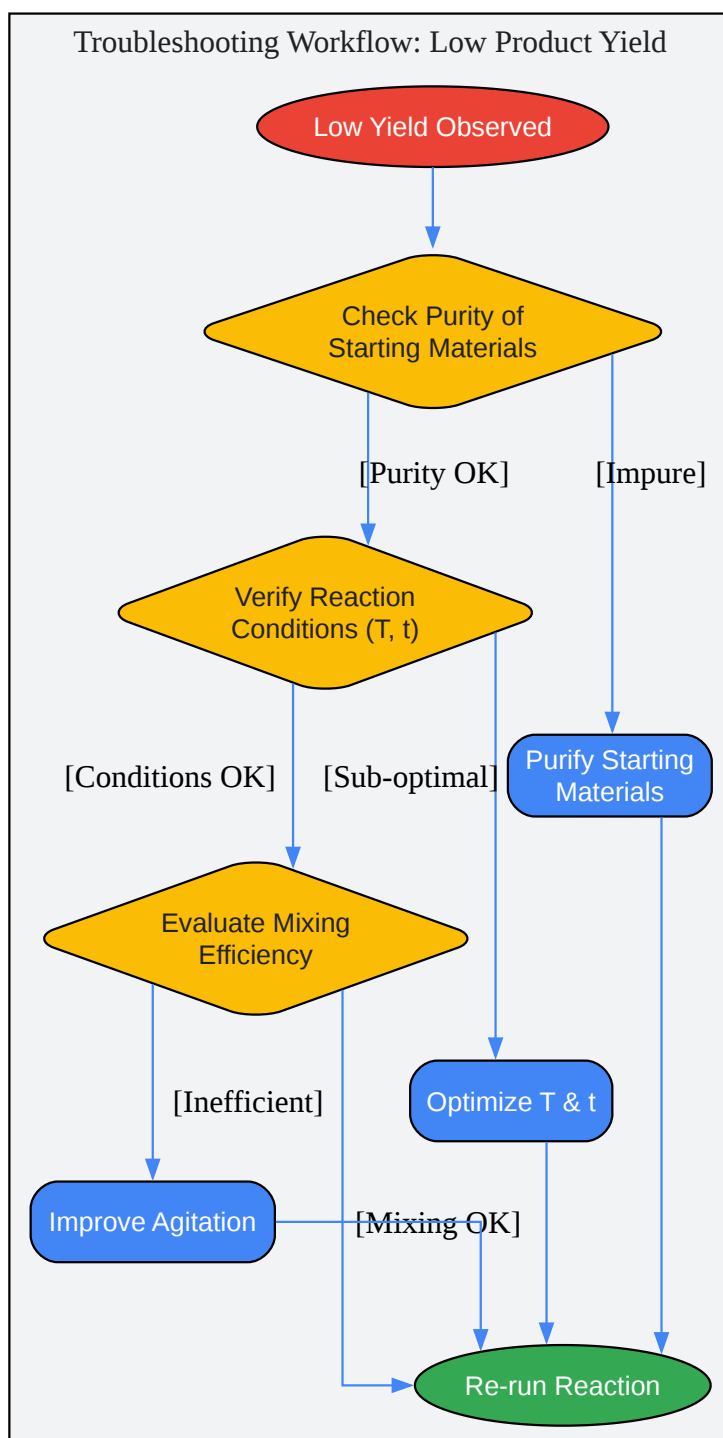 Troubleshooting Workflow: Low Product Yield
Low Yield Observed
Check Purity of
Starting Materials
[Purity OK]
[Impure]
Verify Reaction
Conditions (T, t)
[Conditions OK]
[Sub-optimal]
Purify Starting
Materials
Evaluate Mixing
Efficiency
[Inefficient]
Optimize T & t
Improve Agitation
[Mixing OK]
Re-run Reaction